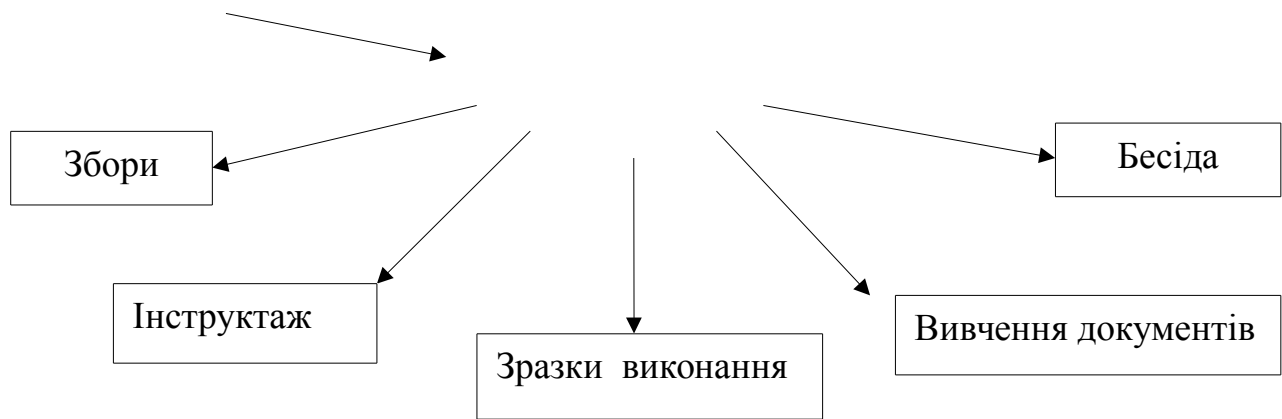 Збори
Бесіда
Інструктаж
Вивчення документів
Зразки виконання